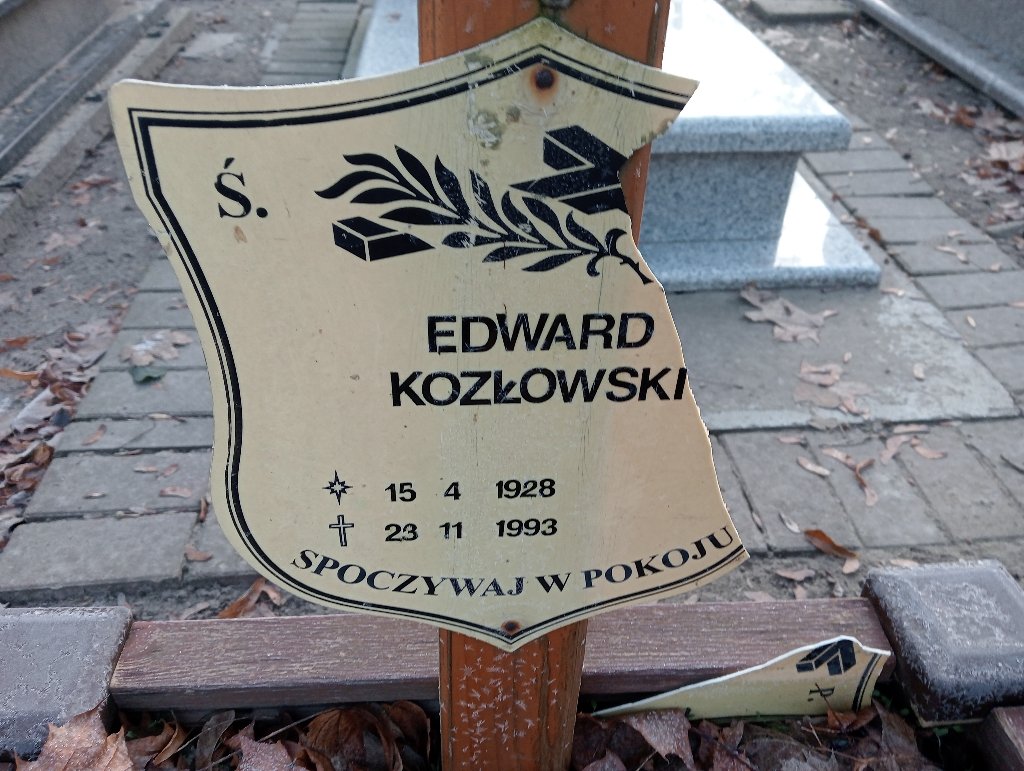 Ś.
EDWARD
KOZŁOWSKI
15 4 1928
23 11 1993
SPOCZYWAJ W POKOJU
P.